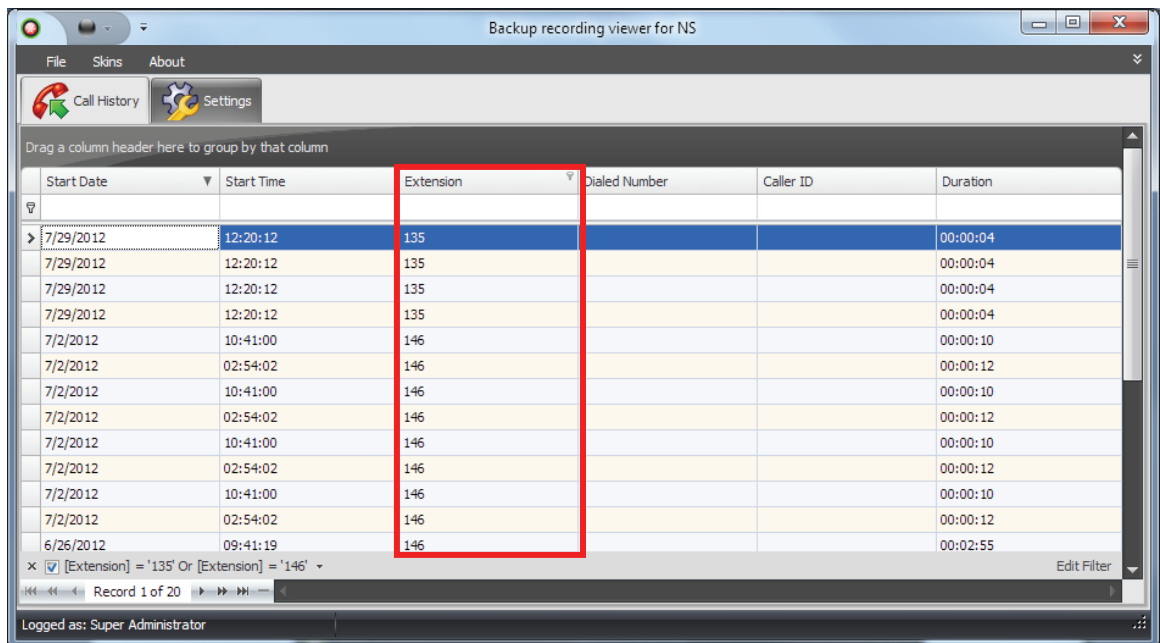 Backup recording viewer for NS
File Skins About
Call History Settings
Drag a column header here to group by that column
Start Date Start Time Extension Dialed Number Caller ID Duration
7/29/2012 12:20:12 135 00:00:04
7/29/2012 12:20:12 135 00:00:04
7/29/2012 12:20:12 135 00:00:04
7/29/2012 12:20:12 135 00:00:04
7/2/2012 10:41:00 146 00:00:10
7/2/2012 02:54:02 146 00:00:12
7/2/2012 10:41:00 146 00:00:10
7/2/2012 02:54:02 146 00:00:12
7/2/2012 10:41:00 146 00:00:10
7/2/2012 02:54:02 146 00:00:12
7/2/2012 10:41:00 146 00:00:10
7/2/2012 02:54:02 146 00:00:12
6/26/2012 09:41:19 146 00:02:55
[Extension] = '135' Or [Extension] = '146' Edit Filter
Record 1 of 20
Logged as: Super Administrator